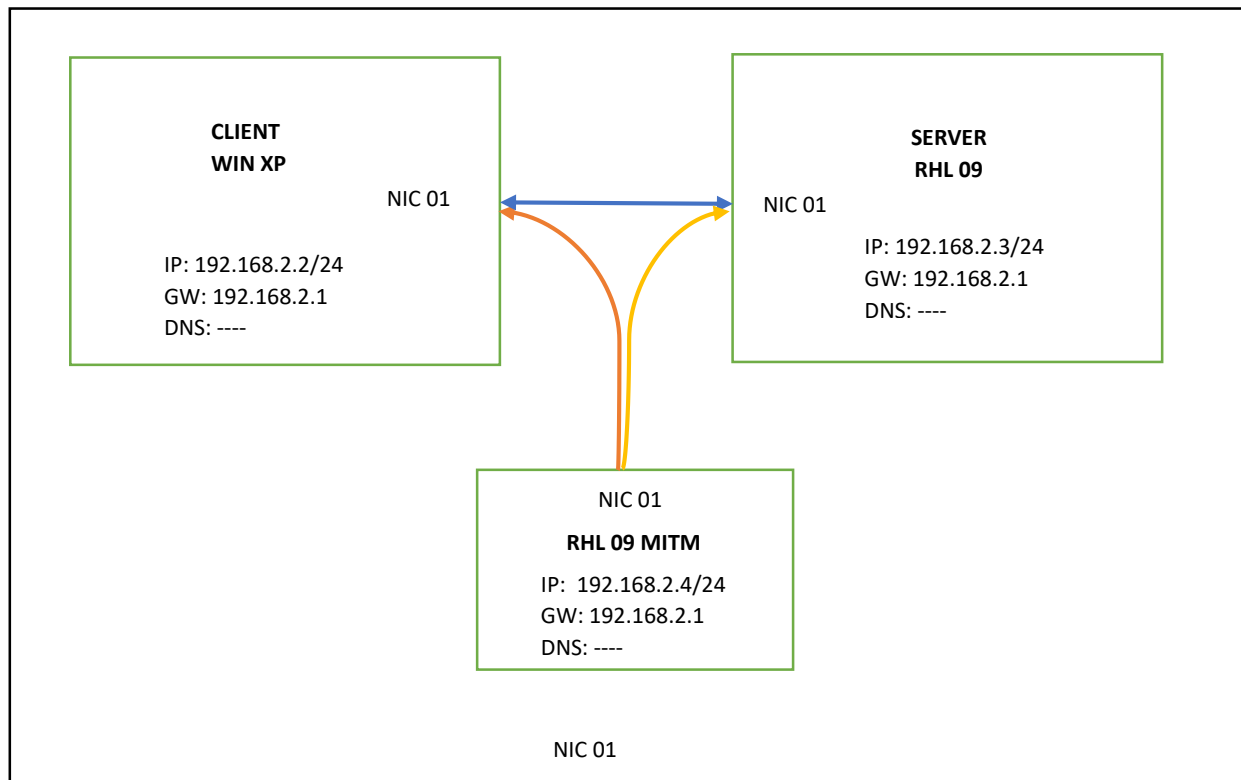 CLIENT
WIN XP
NIC 01
IP: 192.168.2.2/24
GW: 192.168.2.1
DNS: ----
SERVER
RHL 09
NIC 01
IP: 192.168.2.3/24
GW: 192.168.2.1
DNS: ----
NIC 01
RHL 09 MITM
IP:  192.168.2.4/24
GW: 192.168.2.1
DNS: ----
NIC 01